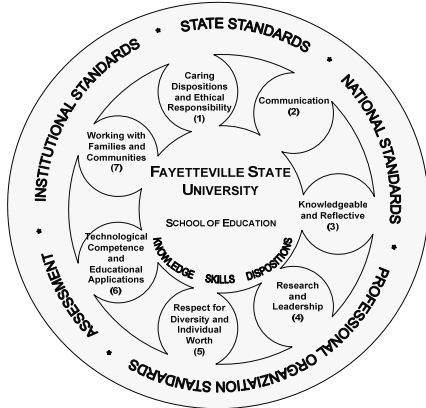 STATE STANDARDS
NATIONAL STANDARDS
PROFESSIONAL ORGANZIATION STANDARDS
ASSESSMENT
INSTITUTIONAL STANDARDS
Caring
Dispositions
and Ethical
Responsibility
(1)
Communication
(2)
Knowledgeable
and Reflective
(3)
Research
and
Leadership
(4)
Respect for
Diversity and
Individual
Worth
(5)
Technological
Competence
and
Educational
Applications
(6)
Working with
Families and
Communities
(7)
FAYETTEVILLE STATE
UNIVERSITY
SCHOOL OF EDUCATION
KNOWLEDGE SKILLS DISPOSITIONS